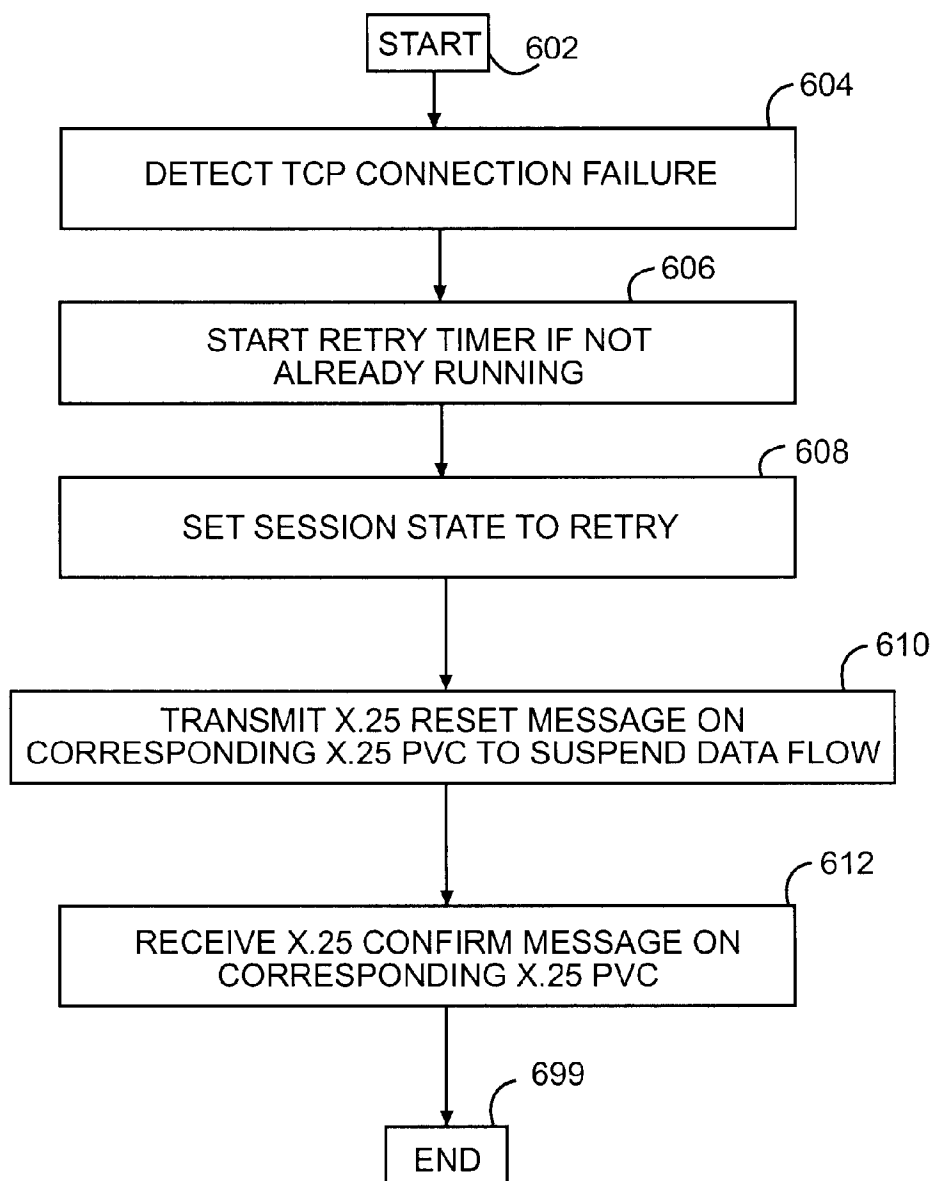 START
602
604
DETECT TCP CONNECTION FAILURE
606
START RETRY TIMER IF NOT
ALREADY RUNNING
608
SET SESSION STATE TO RETRY
610
TRANSMIT X.25 RESET MESSAGE ON
CORRESPONDING X.25 PVC TO SUSPEND DATA FLOW
612
RECEIVE X.25 CONFIRM MESSAGE ON
CORRESPONDING X.25 PVC
699
END